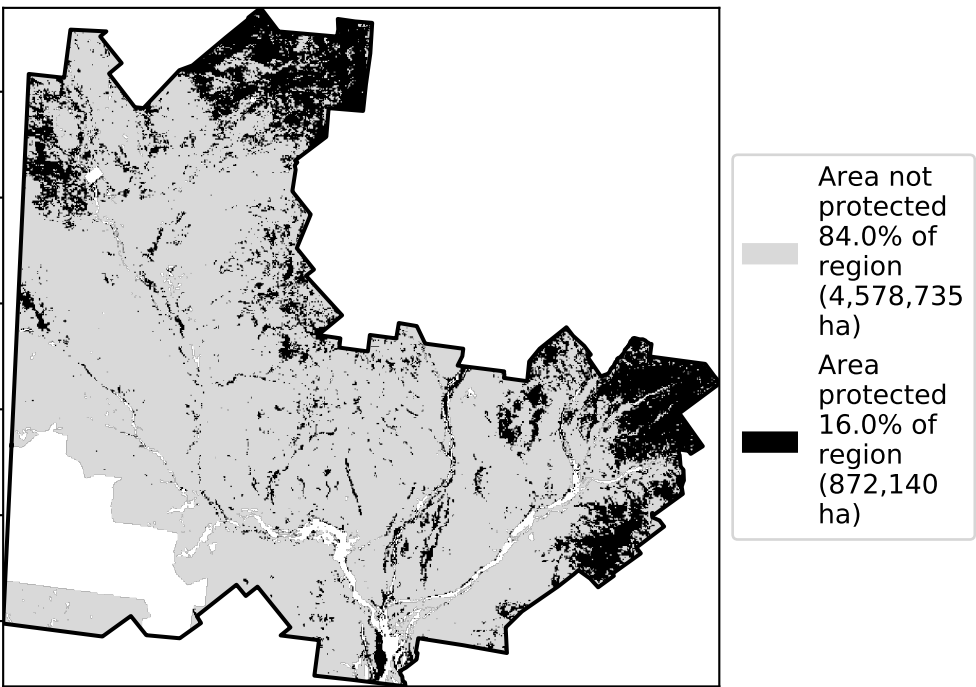 Area not
protected
84.0% of
region
(4,578,735
ha)
Area
protected
16.0% of
region
(872,140
ha)